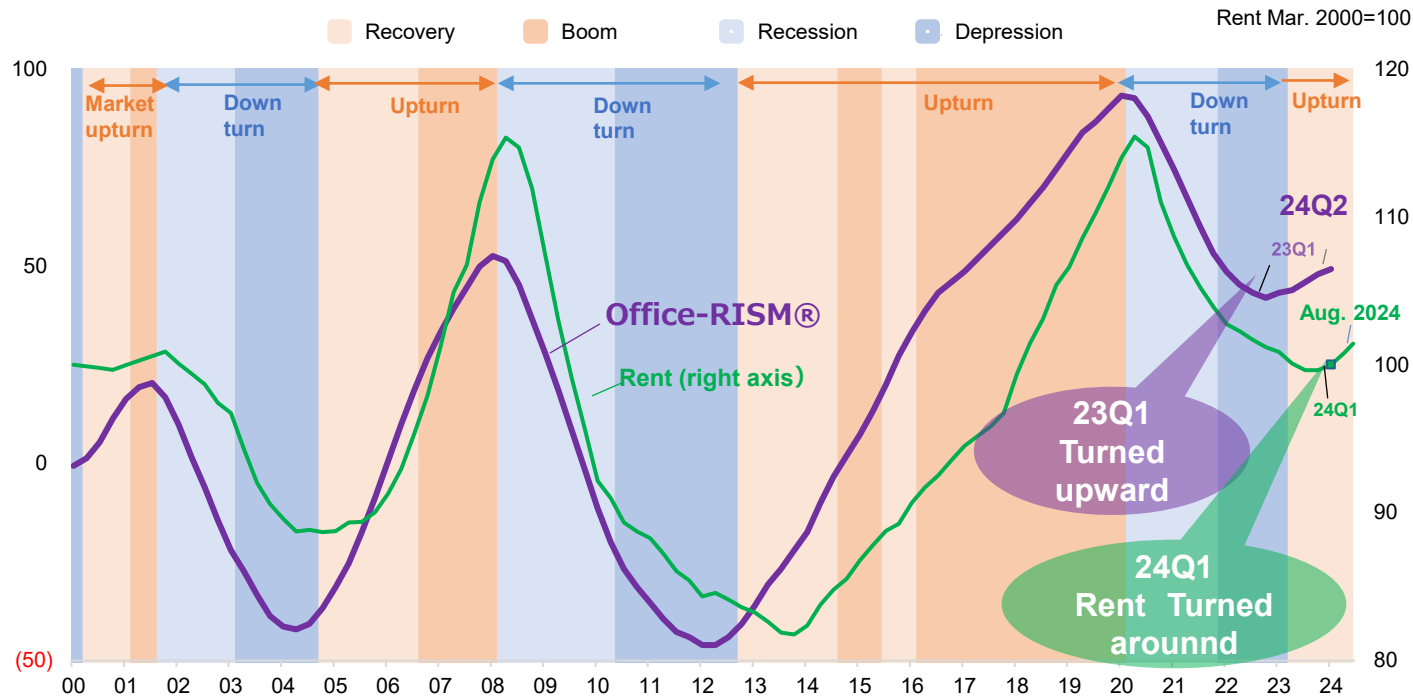 Rent Mar. 2000=100
Recovery Boom Recession Depression
100 120
Market
upturn
Down
turn
Upturn
Down
turn
Upturn
Down
turn
Upturn
24Q2
110
23Q1
50
Office-RISM®
Aug. 2024
Rent (right axis）
100
24Q1
23Q1
Turned
upward
0
90
24Q1
Rent Turned
arounnd
(50) 80
00 01 02 03 04 05 06 07 08 09 10 11 12 13 14 15 16 17 18 19 20 21 22 23 24